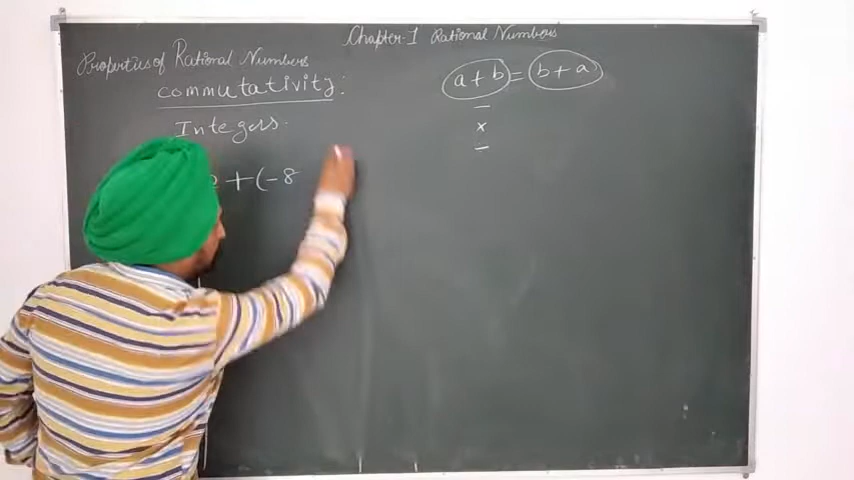 Chapter-1 Rational Numbers
Properties of Rational Numbers
commutativity:
a+b = b+a
-
Integers.
×
-
+(-8